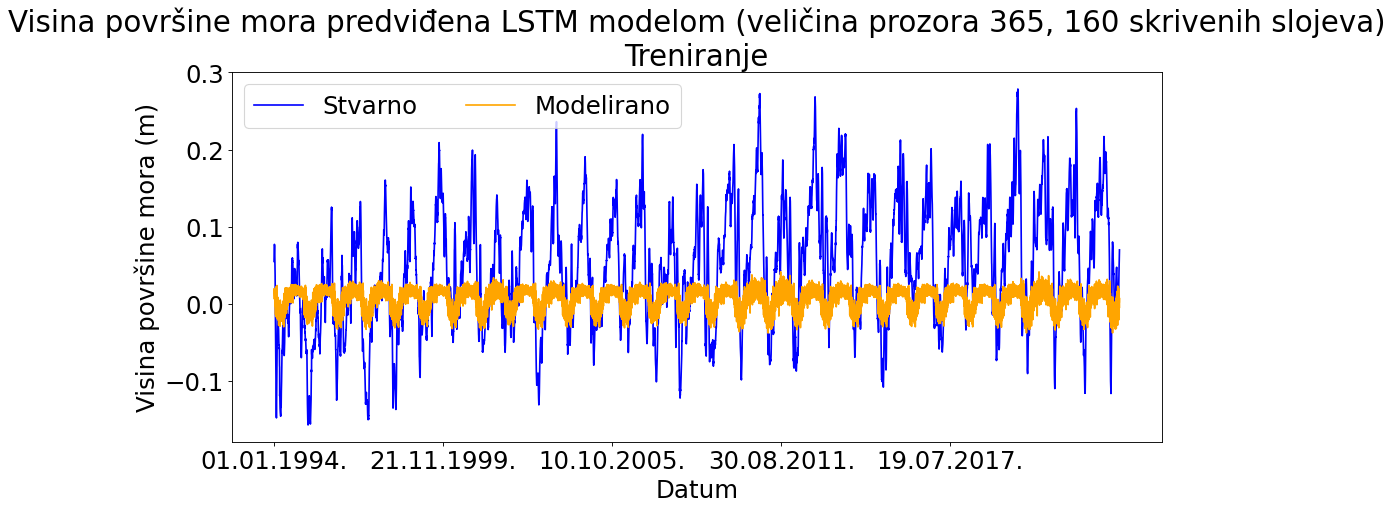 Visina površine mora predviđena LSTM modelom (veličina prozora 365, 160 skrivenih slojeva)
Treniranje
Stvarno
Modelirano
Visina površine mora (m)
0.3
0.2
0.1
0.0
−0.1
01.01.1994.
21.11.1999.
10.10.2005.
30.08.2011.
19.07.2017.
Datum